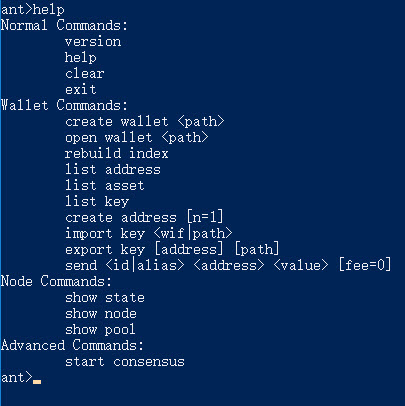 ant>help
Normal Commands:
version
help
clear
exit
Wallet Commands:
create wallet <path>
open wallet <path>
rebuild index
list address
list asset
list key
create address [n=1]
import key <wif|path>
export key [address] [path]
send <id|alias> <address> <value> [fee=0]
Node Commands:
show state
show node
show pool
Advanced Commands:
start consensus
ant>